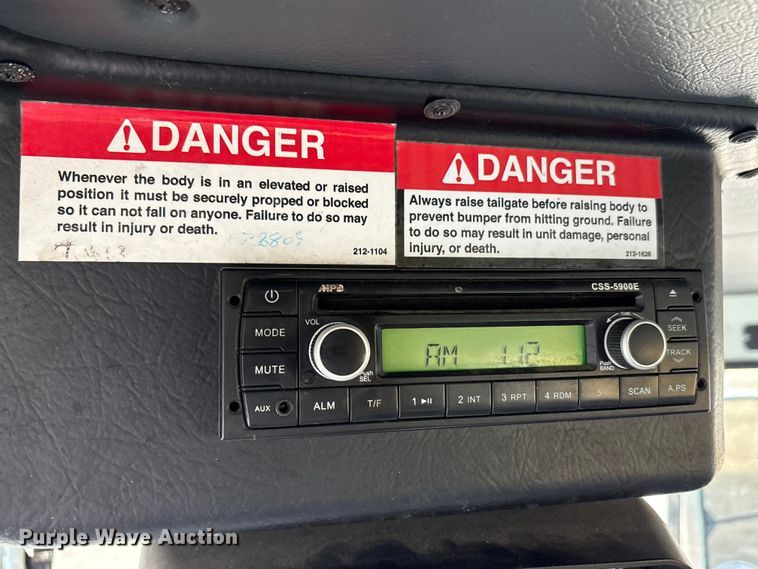 DANGER
Whenever the body is in an elevated or raised
position it must be securely propped or blocked
so it can not fall on anyone. Failure to do so may
result in injury or death.
212-1104
DANGER
Always raise tailgate before raising body to
prevent bumper from hitting ground. Failure
to do so may result in unit damage, personal
injury, or death.
212-1626
MP3
CSS-5900E
MODE
VOL
TUNE
SEEK
MUTE
AM 1:12
TRACK
Push
SEL
Push
BAND
AUX
ALM
T/F
1
2 INT
3 RPT
4 RDM
5
SCAN
A.PS
Purple Wave Auction